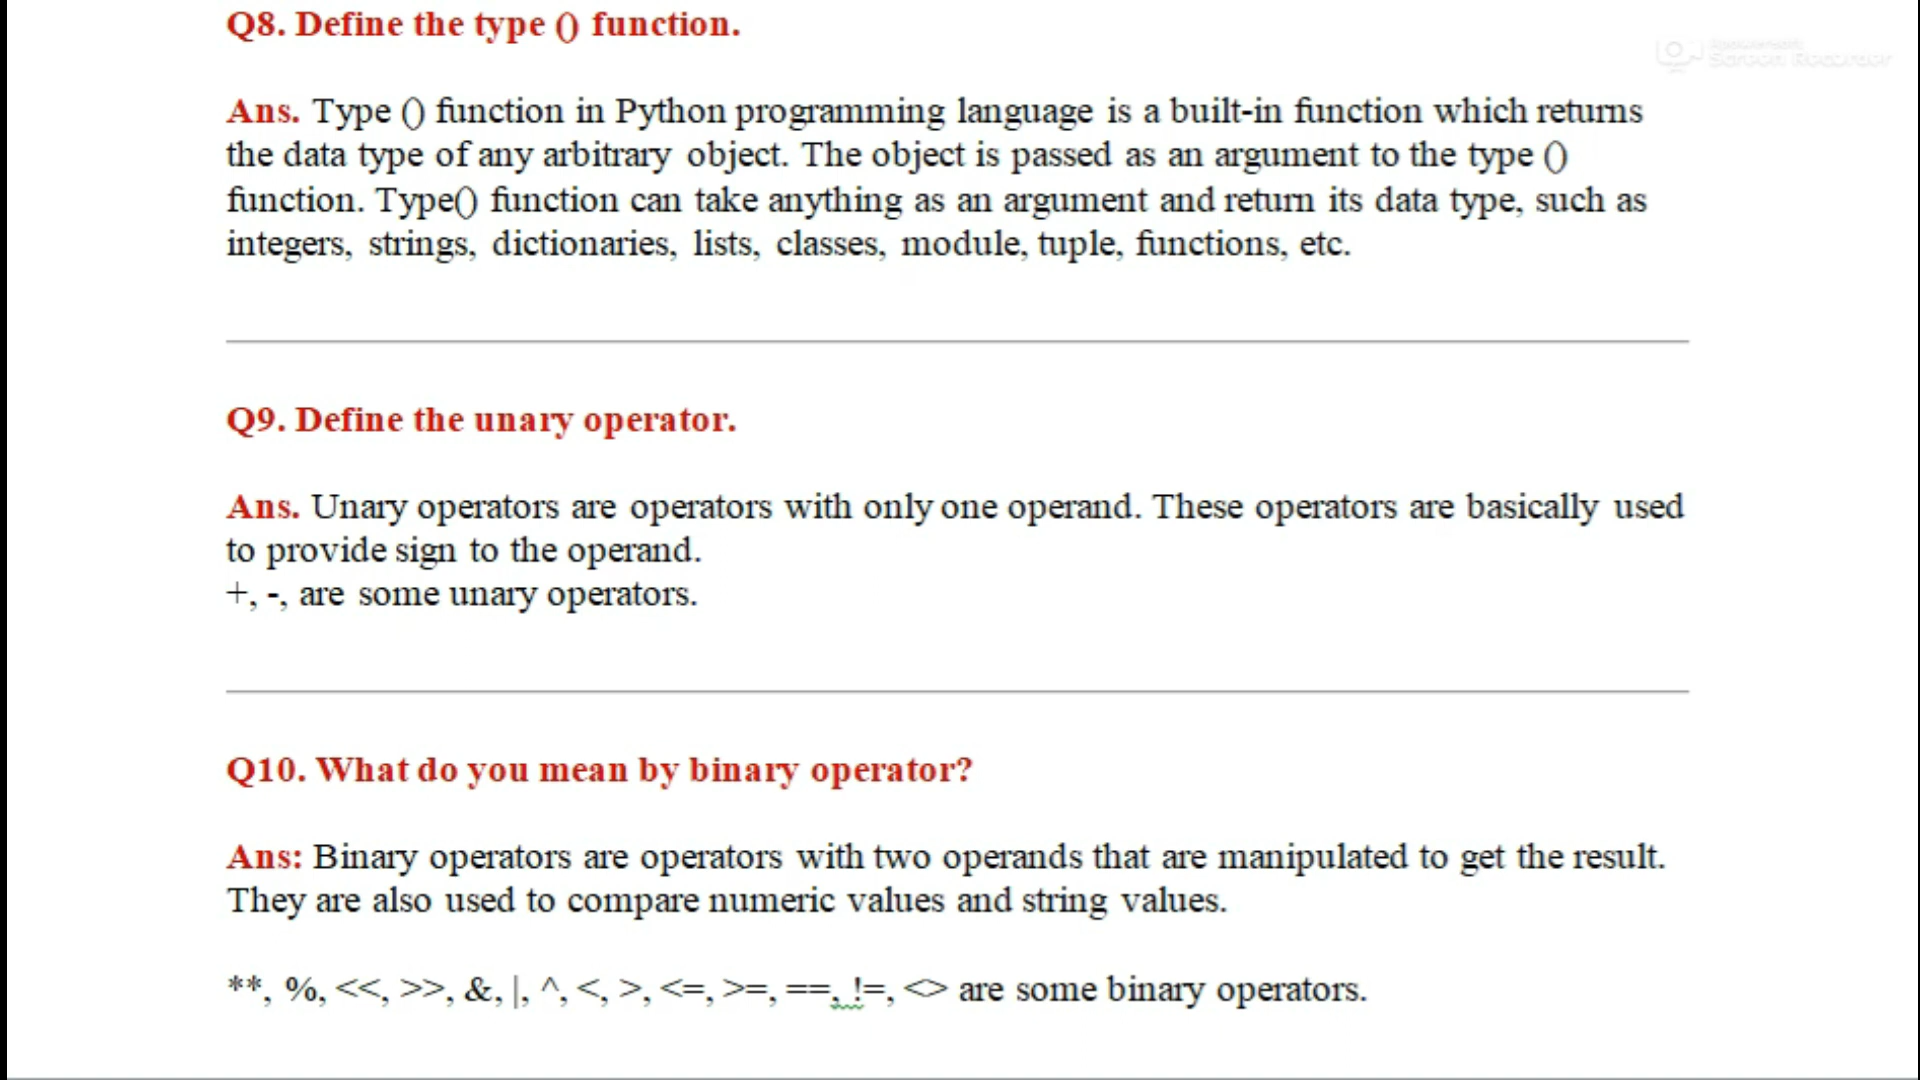 Q8. Define the type () function.
Apowersoft
Screen Recorder
Ans. Type () function in Python programming language is a built-in function which returns
the data type of any arbitrary object. The object is passed as an argument to the type ()
function. Type() function can take anything as an argument and return its data type, such as
integers, strings, dictionaries, lists, classes, module, tuple, functions, etc.
Q9. Define the unary operator.
Ans. Unary operators are operators with only one operand. These operators are basically used
to provide sign to the operand.
+, -, are some unary operators.
Q10. What do you mean by binary operator?
Ans: Binary operators are operators with two operands that are manipulated to get the result.
They are also used to compare numeric values and string values.
**, %, <<, >>, &, |, ^, <, >, <=, >=, ==, !=, <> are some binary operators.